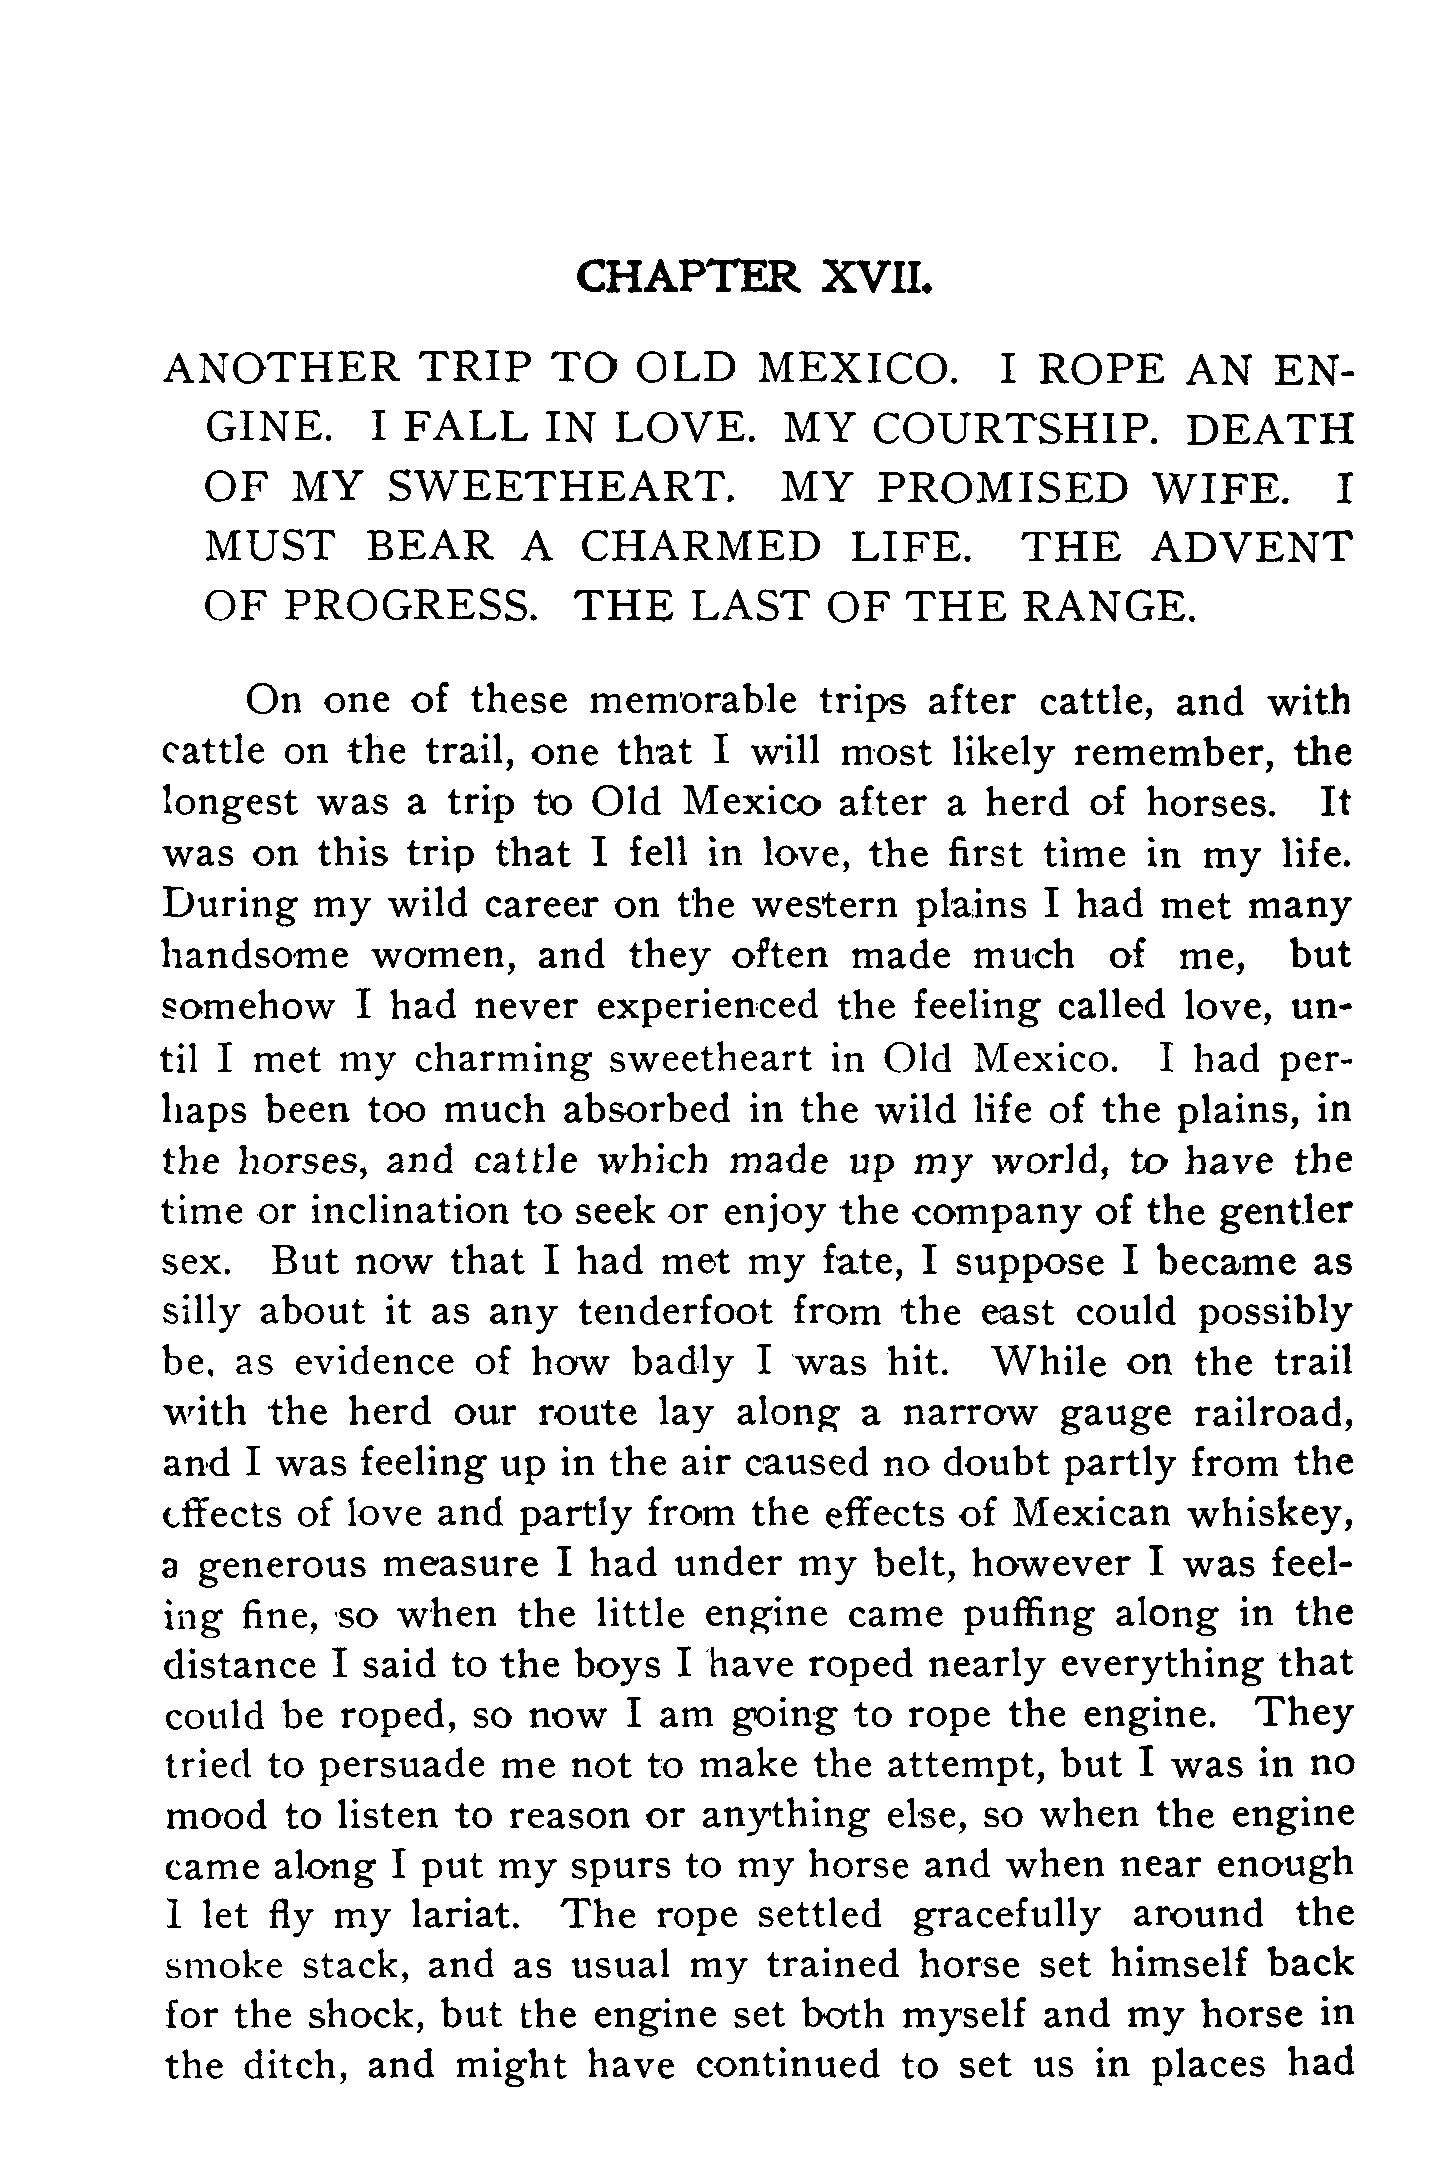 CHAPTER XVII.
ANOTHER TRIP TO OLD MEXICO. I ROPE AN EN-
GINE. I FALL IN LOVE. MY COURTSHIP. DEATH
OF MY SWEETHEART. MY PROMISED WIFE. I
MUST BEAR A CHARMED LIFE. THE ADVENT
OF PROGRESS. THE LAST OF THE RANGE.
On one of these memorable trips after cattle, and with
cattle on the trail, one that I will most likely remember, the
longest was a trip to Old Mexico after a herd of horses. It
was on this trip that I fell in love, the first time in my life.
During my wild career on the western plains I had met many
handsome women, and they often made much of me, but
somehow I had never experienced the feeling called love, un-
til I met my charming sweetheart in Old Mexico. I had per-
haps been too much absorbed in the wild life of the plains, in
the horses, and cattle which made up my world, to have the
time or inclination to seek or enjoy the company of the gentler
sex. But now that I had met my fate, I suppose I became as
silly about it as any tenderfoot from the east could possibly
be, as evidence of how badly I was hit. While on the trail
with the herd our route lay along a narrow gauge railroad,
and I was feeling up in the air caused no doubt partly from the
effects of love and partly from the effects of Mexican whiskey,
a generous measure I had under my belt, however I was feel-
ing fine, so when the little engine came puffing along in the
distance I said to the boys I have roped nearly everything that
could be roped, so now I am going to rope the engine. They
tried to persuade me not to make the attempt, but I was in no
mood to listen to reason or anything else, so when the engine
came along I put my spurs to my horse and when near enough
I let fly my lariat. The rope settled gracefully around the
smoke stack, and as usual my trained horse set himself back
for the shock, but the engine set both myself and my horse in
the ditch, and might have continued to set us in places had